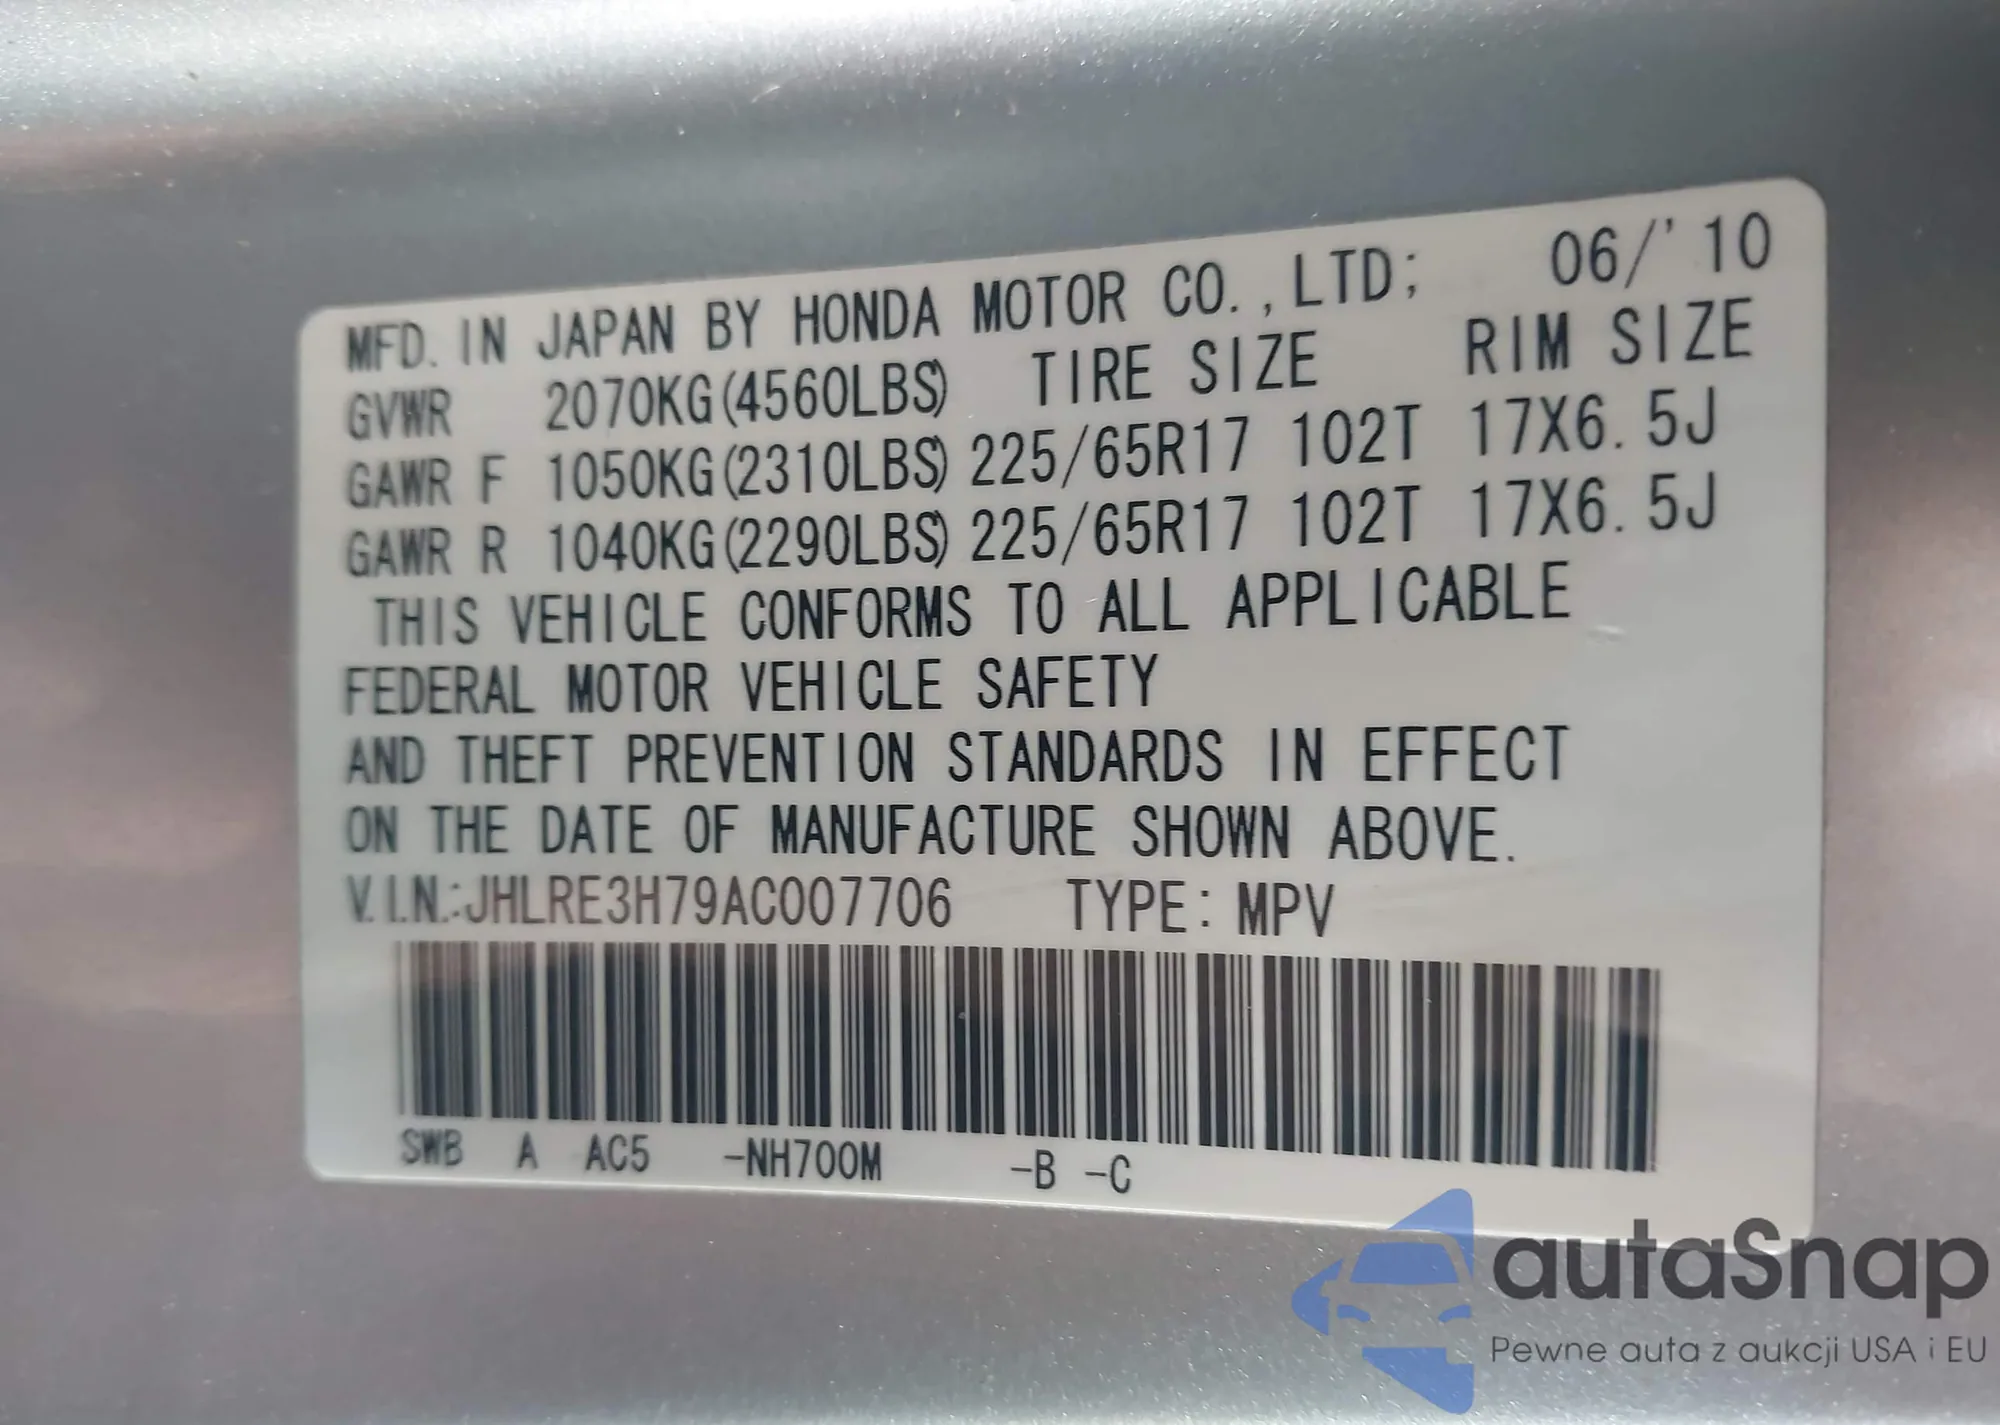 MFD. IN JAPAN BY HONDA MOTOR CO.,LTD; 06/'10
GVWR 2070KG(4560LBS) TIRE SIZE RIM SIZE
GAWR F 1050KG(2310LBS) 225/65R17 102T 17X6.5J
GAWR R 1040KG(2290LBS) 225/65R17 102T 17X6.5J
THIS VEHICLE CONFORMS TO ALL APPLICABLE
FEDERAL MOTOR VEHICLE SAFETY
AND THEFT PREVENTION STANDARDS IN EFFECT
ON THE DATE OF MANUFACTURE SHOWN ABOVE.
V.I.N.:JHLRE3H79AC007706 TYPE: MPV
SWB A AC5 -NH700M -B -C
autaSnap
Pewne auta z aukcji USA i EU